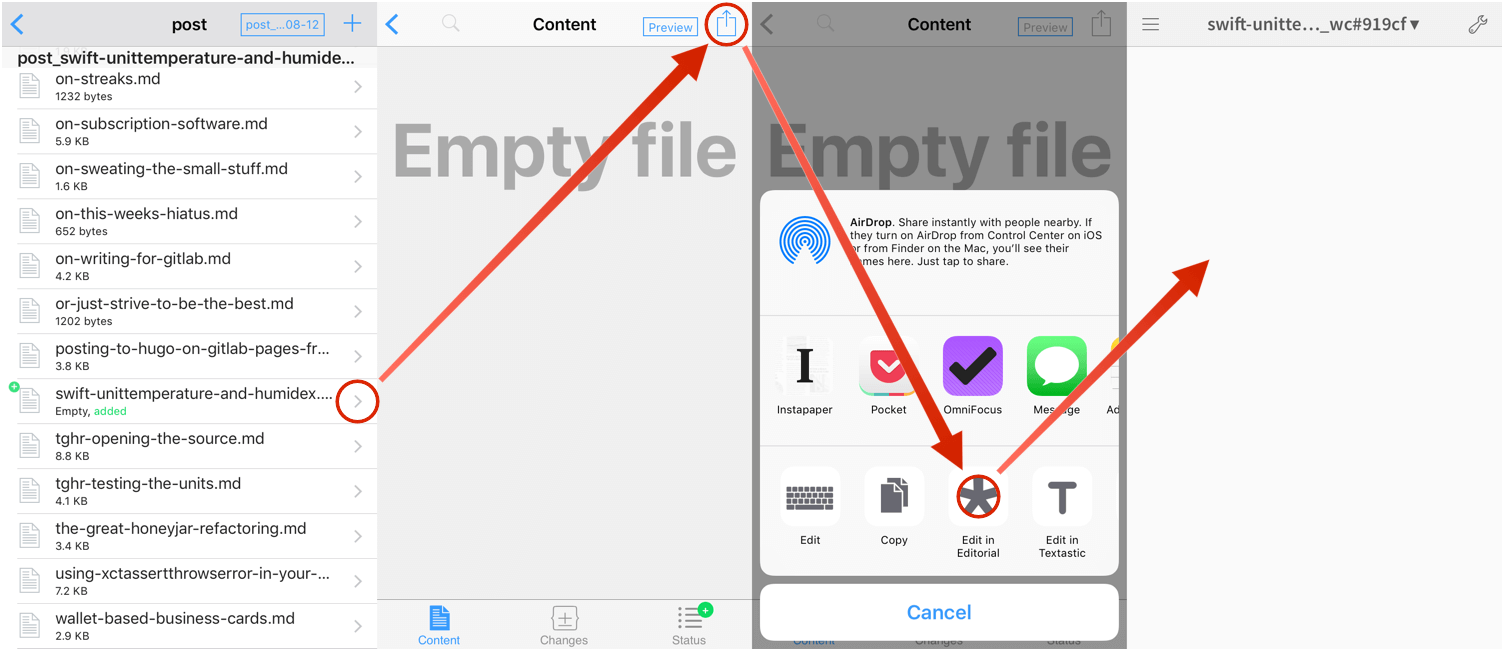 post
post_...08-12
post_swift-unittemperature-and-humide...
on-streaks.md
1232 bytes
on-subscription-software.md
5.9 KB
on-sweating-the-small-stuff.md
1.6 KB
on-this-weeks-hiatus.md
652 bytes
on-writing-for-gitlab.md
4.2 KB
or-just-strive-to-be-the-best.md
1202 bytes
posting-to-hugo-on-gitlab-pages-fr...
3.8 KB
swift-unittemperature-and-humidex....
Empty, added
tghr-opening-the-source.md
8.8 KB
tghr-testing-the-units.md
4.1 KB
the-great-honeyjar-refactoring.md
3.4 KB
using-xctassertthrowserror-in-your-...
7.2 KB
wallet-based-business-cards.md
2.9 KB
Content
Preview
Empty file
Content
Changes
Status
Content
Preview
Empty file
AirDrop. Share instantly with people nearby. If
they turn on AirDrop from Control Center on iOS
or from Finder on the Mac, you'll see their
names here. Just tap to share.
Instapaper
Pocket
OmniFocus
Message
Ad
Edit
Copy
Edit in
Editorial
Edit in
Textastic
Cancel
Content
Changes
Status
swift-unitte..._wc#919cf ▾